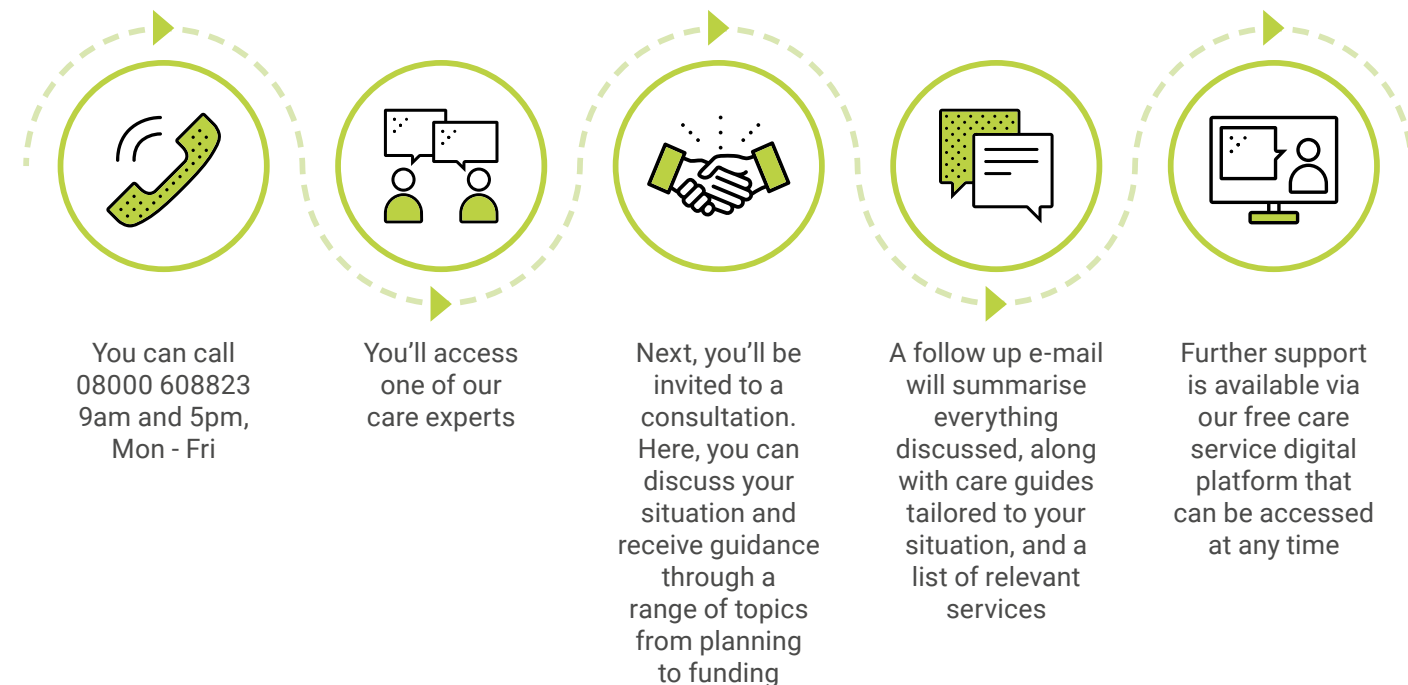 You can call
08000 608823
9am and 5pm,
Mon - Fri
You’ll access
one of our
care experts
Next, you’ll be
invited to a
consultation.
Here, you can
discuss your
situation and
receive guidance
through a
range of topics
from planning
to funding
A follow up e-mail
will summarise
everything
discussed, along
with care guides
tailored to your
situation, and a
list of relevant
services
Further support
is available via
our free care
service digital
platform that
can be accessed
at any time